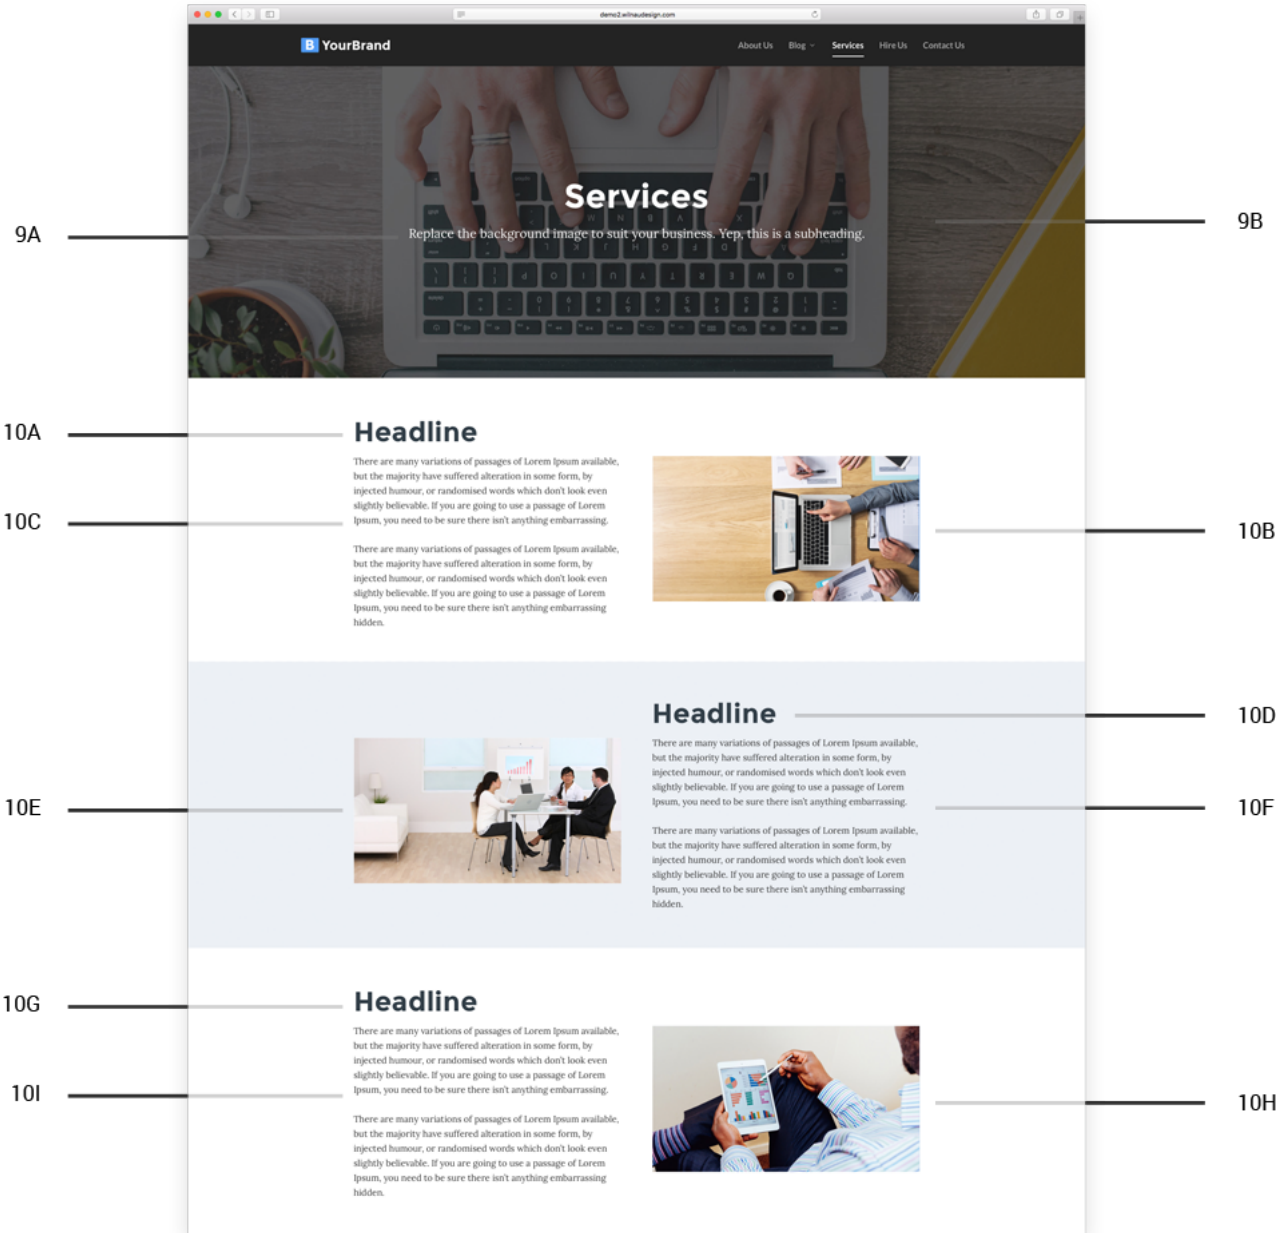 demo2.wilnaudesign.com
B YourBrand
About Us Blog Services Hire Us Contact Us
Services
9A
9B
Replace the background image to suit your business. Yep, this is a subheading.
10A
Headline
There are many variations of passages of Lorem Ipsum available,
but the majority have suffered alteration in some form, by
injected humour, or randomised words which don't look even
slightly believable. If you are going to use a passage of Lorem
Ipsum, you need to be sure there isn't anything embarrassing.
10C
10B
There are many variations of passages of Lorem Ipsum available,
but the majority have suffered alteration in some form, by
injected humour, or randomised words which don't look even
slightly believable. If you are going to use a passage of Lorem
Ipsum, you need to be sure there isn't anything embarrassing
hidden.
Headline
10D
There are many variations of passages of Lorem Ipsum available,
but the majority have suffered alteration in some form, by
injected humour, or randomised words which don't look even
slightly believable. If you are going to use a passage of Lorem
Ipsum, you need to be sure there isn't anything embarrassing.
10E
10F
There are many variations of passages of Lorem Ipsum available,
but the majority have suffered alteration in some form, by
injected humour, or randomised words which don't look even
slightly believable. If you are going to use a passage of Lorem
Ipsum, you need to be sure there isn't anything embarrassing
hidden.
10G
Headline
There are many variations of passages of Lorem Ipsum available,
but the majority have suffered alteration in some form, by
injected humour, or randomised words which don't look even
slightly believable. If you are going to use a passage of Lorem
Ipsum, you need to be sure there isn't anything embarrassing.
10I
10H
There are many variations of passages of Lorem Ipsum available,
but the majority have suffered alteration in some form, by
injected humour, or randomised words which don't look even
slightly believable. If you are going to use a passage of Lorem
Ipsum, you need to be sure there isn't anything embarrassing
hidden.